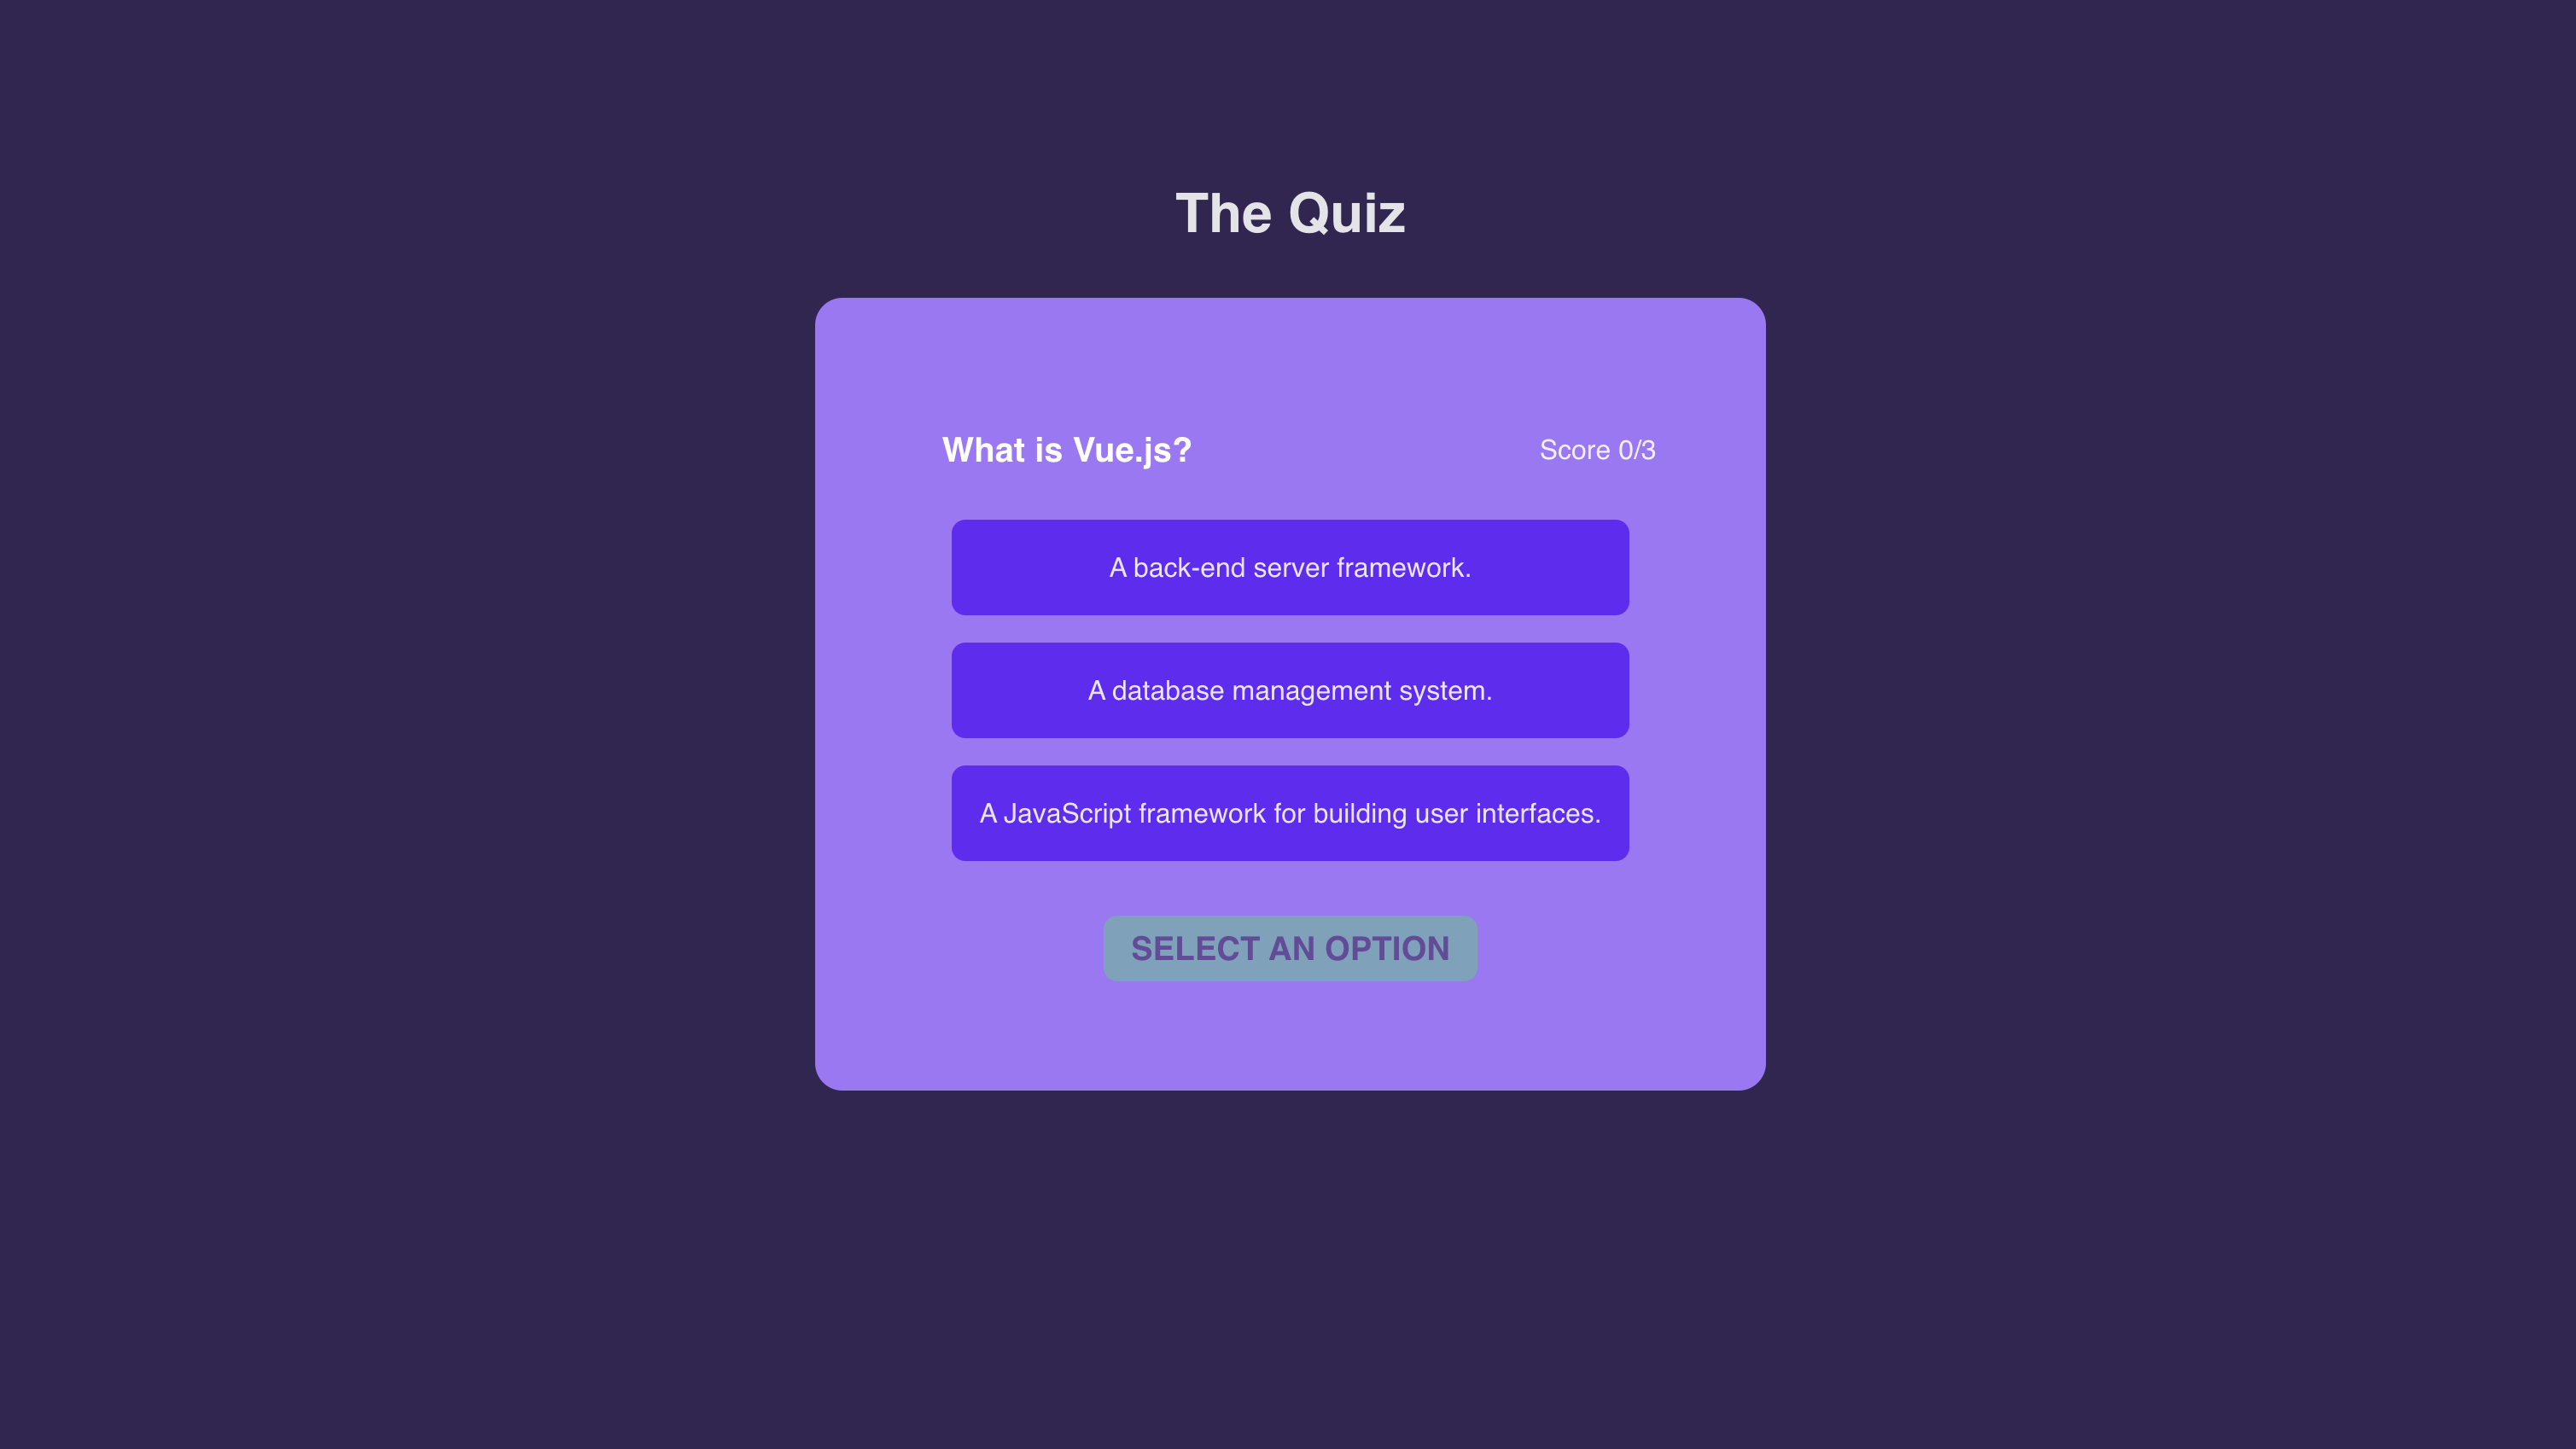 The Quiz
What is Vue.js?
Score 0/3
A back-end server framework.
A database management system.
A JavaScript framework for building user interfaces.
SELECT AN OPTION